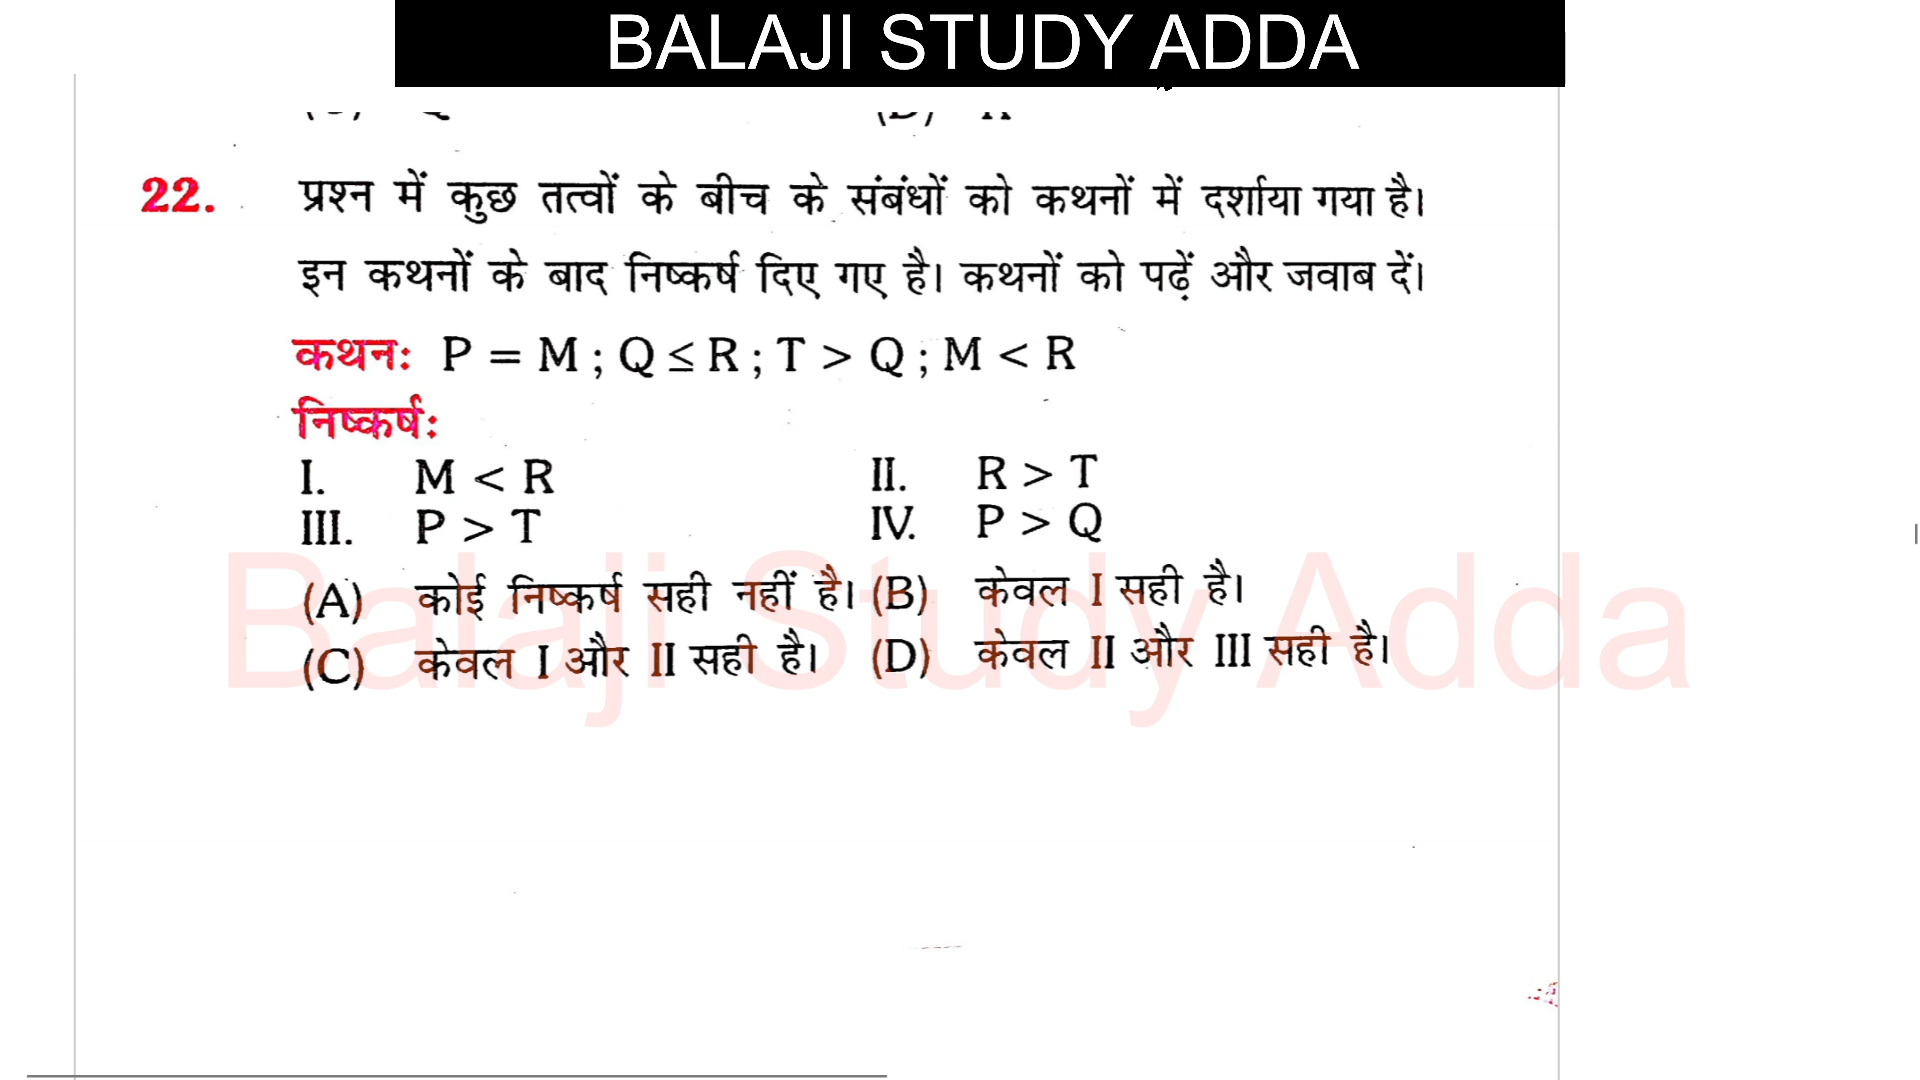 BALAJI STUDY ADDA
22. प्रश्न में कुछ तत्वों के बीच के संबंधों को कथनों में दर्शाया गया है।
इन कथनों के बाद निष्कर्ष दिए गए है। कथनों को पढ़ें और जवाब दें।
कथन: P = M ; Q ≤ R ; T > Q ; M < R
निष्कर्ष:
I. M < R II. R > T
III. P > T IV. P > Q
(A) कोई निष्कर्ष सही नहीं है। (B) केवल I सही है।
(C) केवल I और II सही है। (D) केवल II और III सही है।
Balaji Study Adda